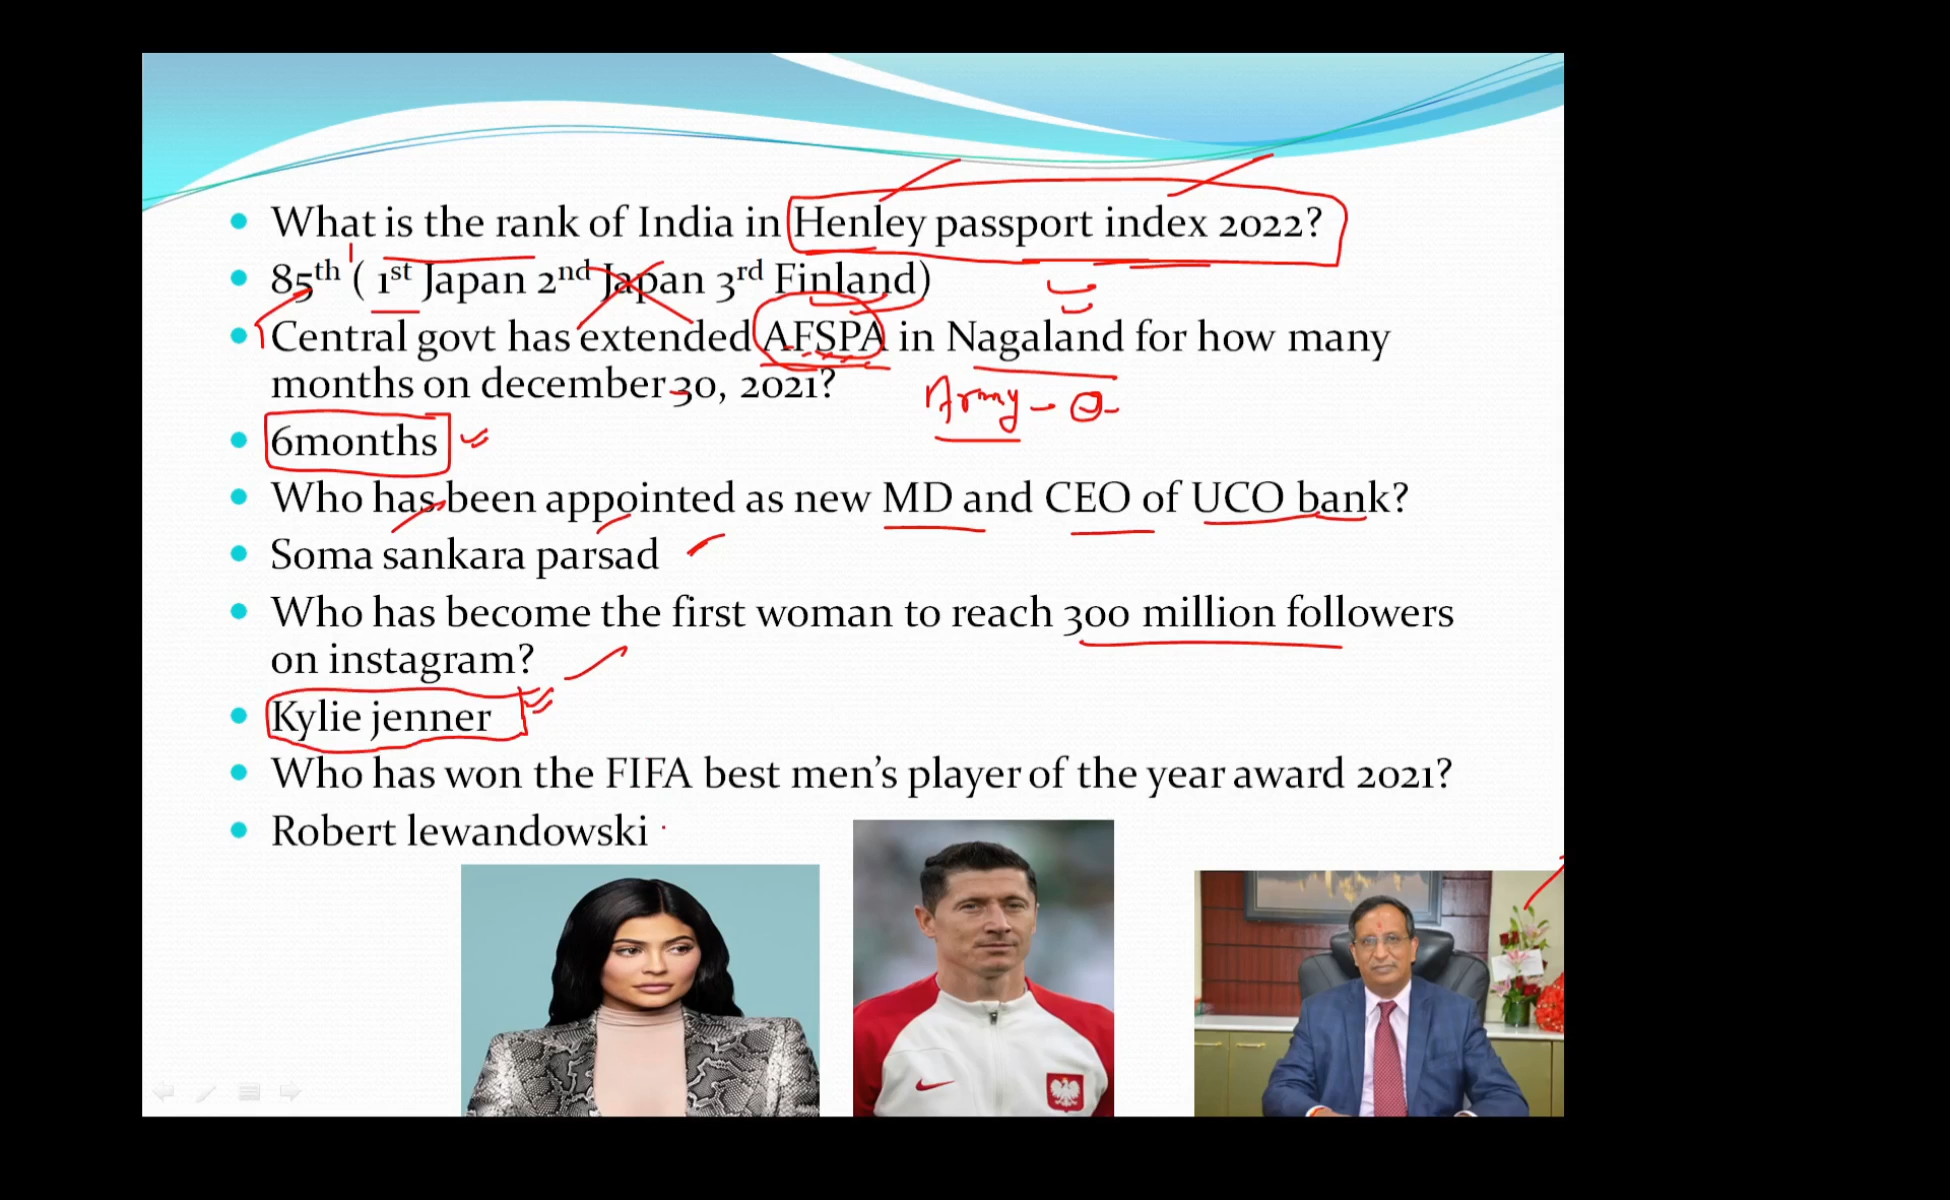 What is the rank of India in Henley passport index 2022?
85th ( 1st Japan 2nd Japan 3rd Finland)
Central govt has extended AFSPA in Nagaland for how many
months on december 30, 2021?
Army -
6months
Who has been appointed as new MD and CEO of UCO bank?
Soma sankara parsad
Who has become the first woman to reach 300 million followers
on instagram?
Kylie jenner
Who has won the FIFA best men’s player of the year award 2021?
Robert lewandowski